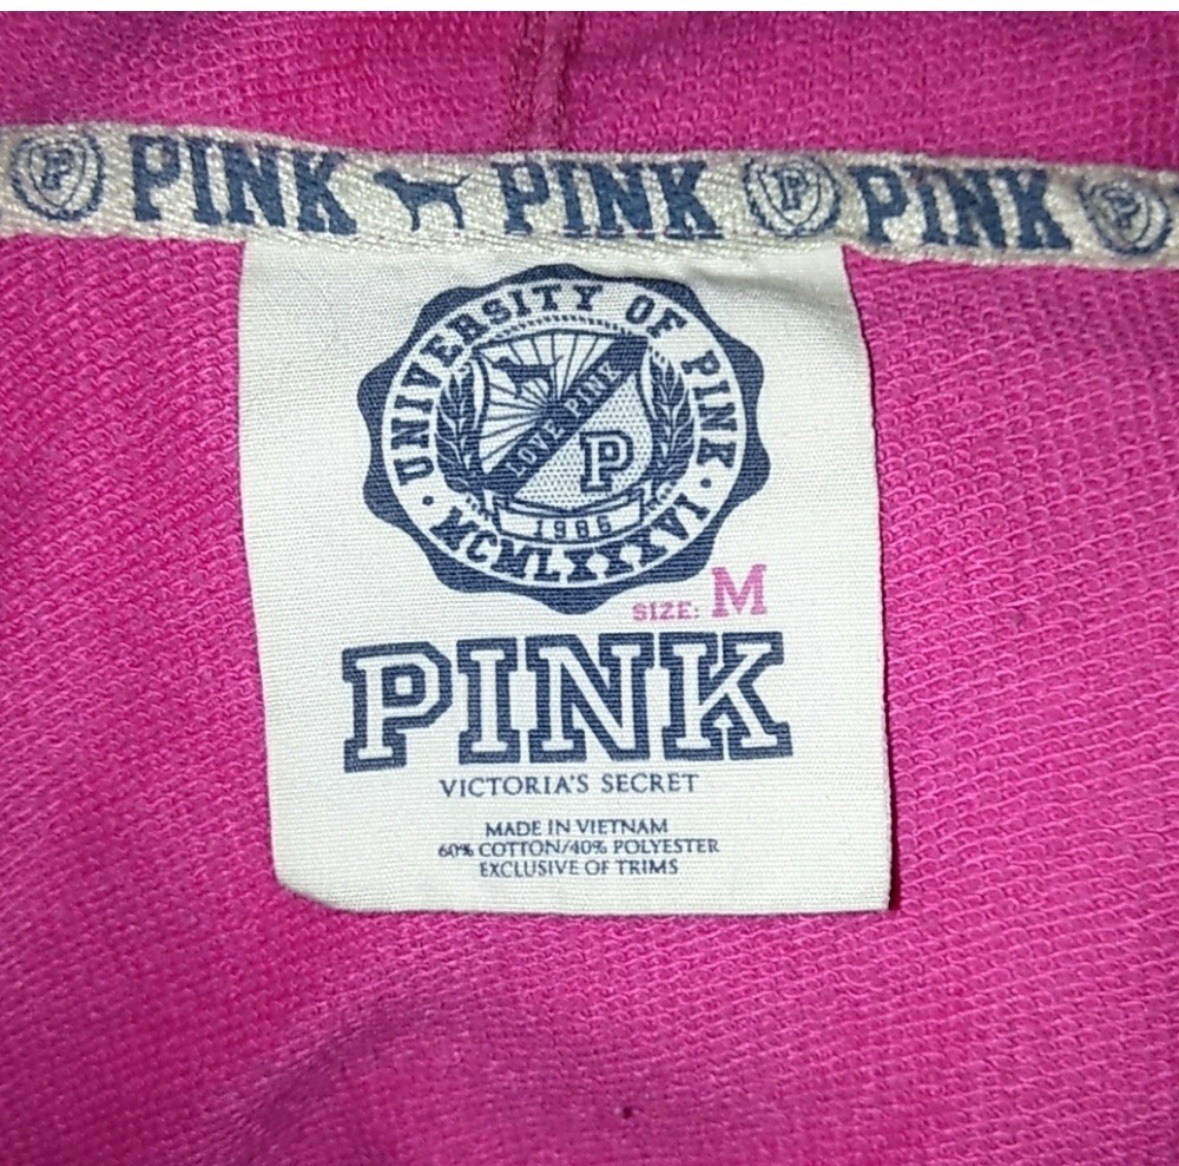 P PINK PINK P PINK P
UNIVERSITY OF PINK
LOVE PINK
P
1986
• MCMLXXXVI •
SIZE: M
PINK
VICTORIA'S SECRET
MADE IN VIETNAM
60% COTTON/40% POLYESTER
EXCLUSIVE OF TRIMS